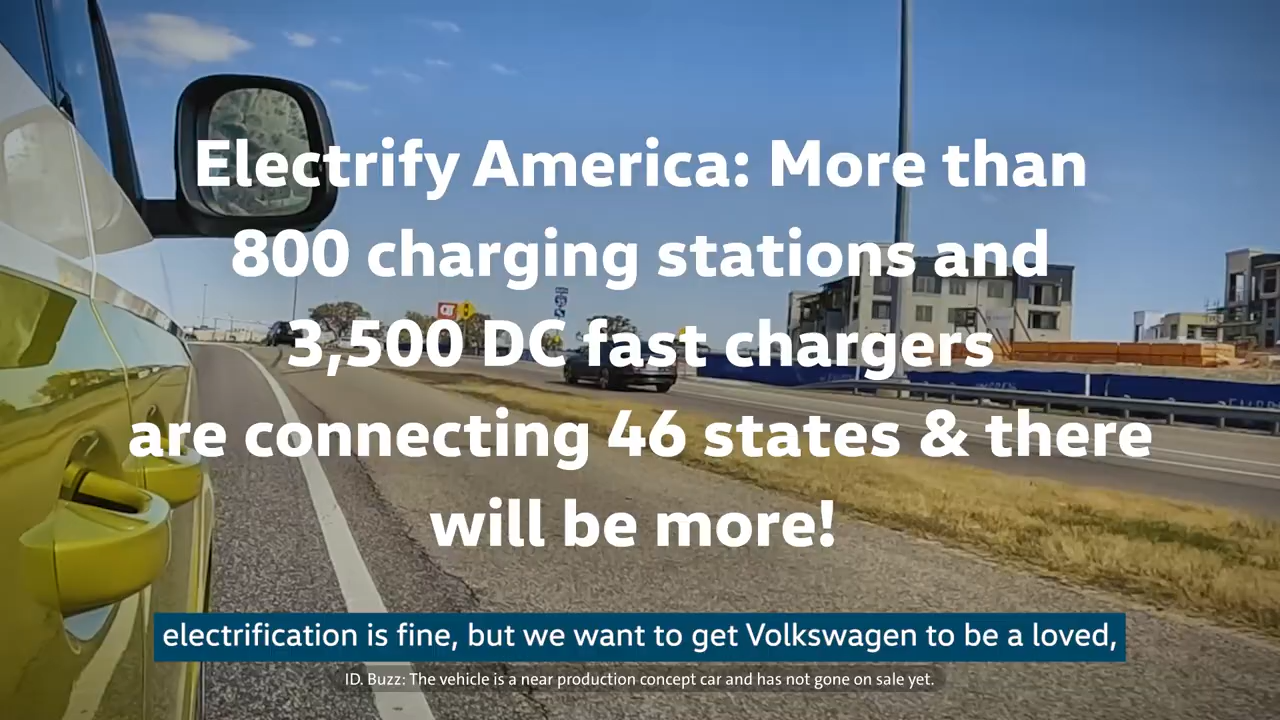 Electrify America: More than
800 charging stations and
3,500 DC fast chargers
are connecting 46 states & there
will be more!
electrification is fine, but we want to get Volkswagen to be a loved,
ID. Buzz: The vehicle is a near production concept car and has not gone on sale yet.